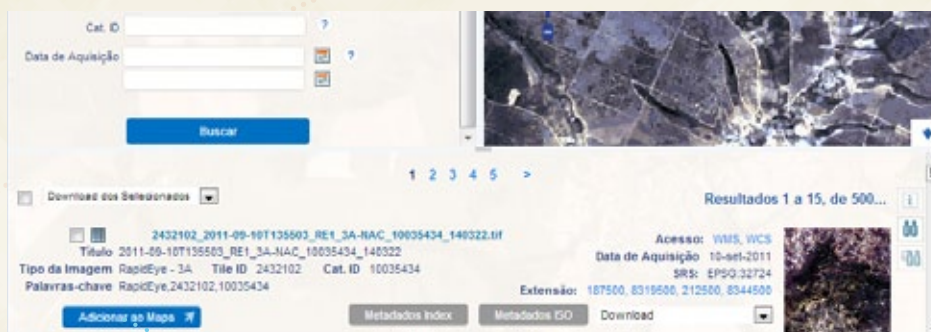 Cat. ID ?
Data de Aquisição ?
Buscar
1 2 3 4 5 >
Download dos Selecionados
Resultados 1 a 15, de 500...
2432102_2011-09-10T135503_RE1_3A-NAC_10035434_140322.tif
Título 2011-09-10T135503_RE1_3A-NAC_10035434_140322
Tipo da Imagem RapidEye - 3A Tile ID 2432102 Cat. ID 10035434
Palavras-chave RapidEye,2432102,10035434
Acesso: WMS, WCS
Data de Aquisição 10-set-2011
SRS: EPSG:32724
Extensão: 187500, 8319500, 212500, 8344500
Adicionar ao Mapa
Metadados Index
Metadados ISO
Download